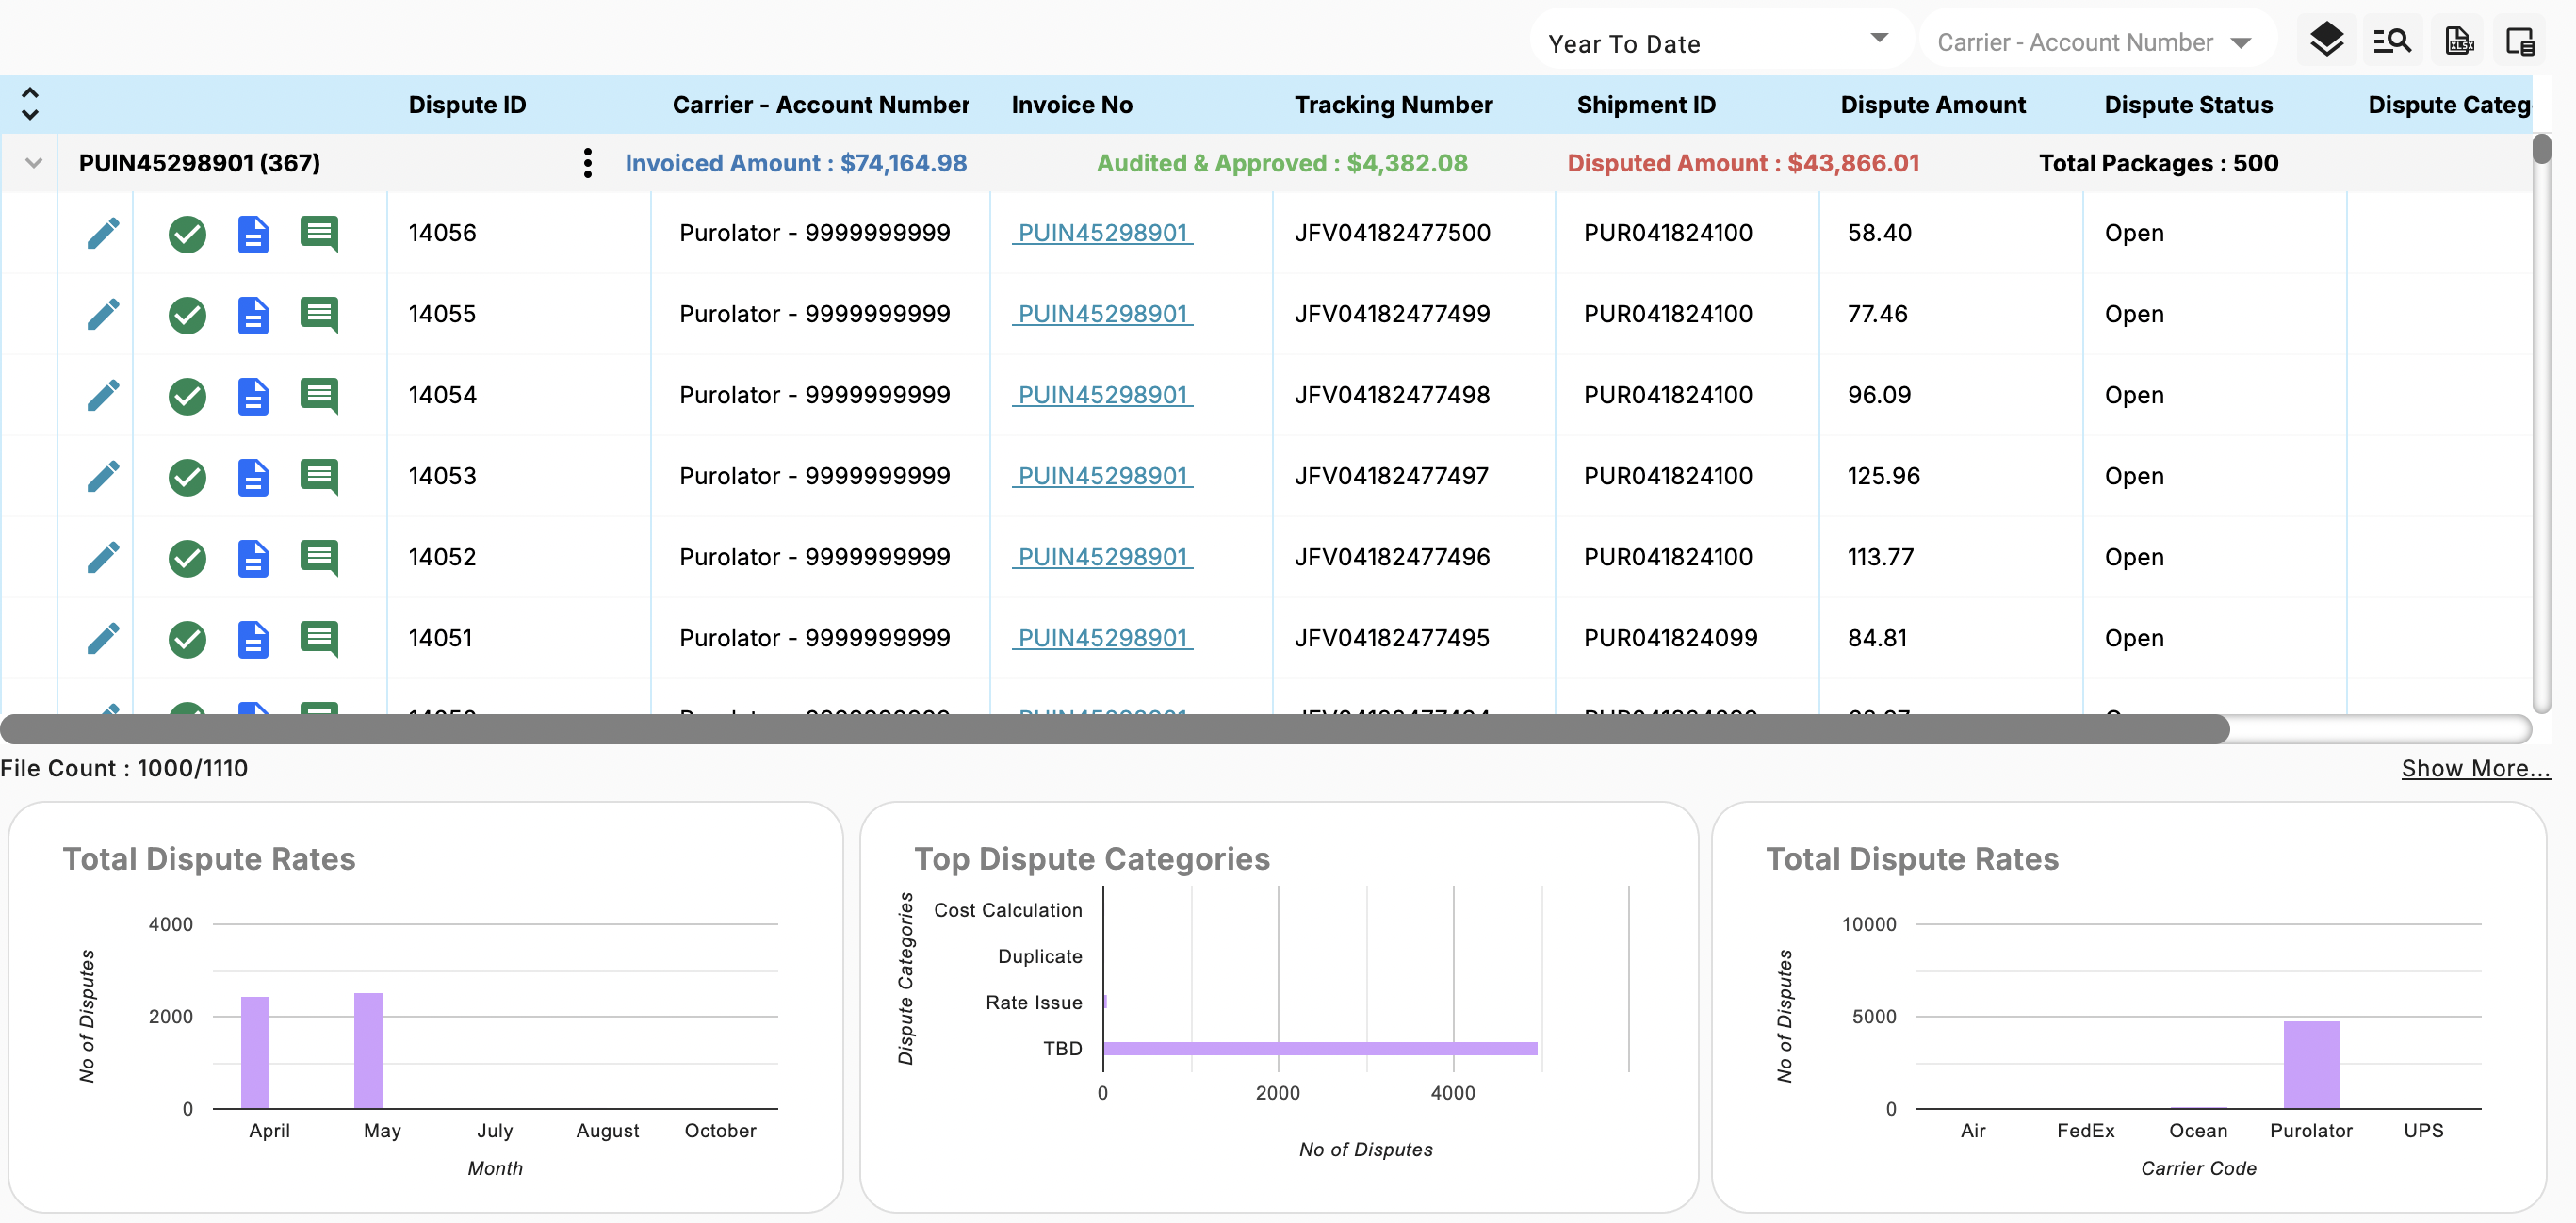 Year To Date
Carrier - Account Number
XLSX
Dispute ID Carrier - Account Number Invoice No Tracking Number Shipment ID Dispute Amount Dispute Status Dispute Categ
PUIN45298901 (367) Invoiced Amount : $74,164.98 Audited & Approved : $4,382.08 Disputed Amount : $43,866.01 Total Packages : 500
14056 Purolator - 9999999999 PUIN45298901 JFV04182477500 PUR041824100 58.40 Open
14055 Purolator - 9999999999 PUIN45298901 JFV04182477499 PUR041824100 77.46 Open
14054 Purolator - 9999999999 PUIN45298901 JFV04182477498 PUR041824100 96.09 Open
14053 Purolator - 9999999999 PUIN45298901 JFV04182477497 PUR041824100 125.96 Open
14052 Purolator - 9999999999 PUIN45298901 JFV04182477496 PUR041824100 113.77 Open
14051 Purolator - 9999999999 PUIN45298901 JFV04182477495 PUR041824099 84.81 Open
File Count : 1000/1110 Show More...
Total Dispute Rates
No of Disputes
4000
2000
0
April May July August October
Month
Top Dispute Categories
Dispute Categories
Cost Calculation
Duplicate
Rate Issue
TBD
0 2000 4000
No of Disputes
Total Dispute Rates
No of Disputes
10000
5000
0
Air FedEx Ocean Purolator UPS
Carrier Code